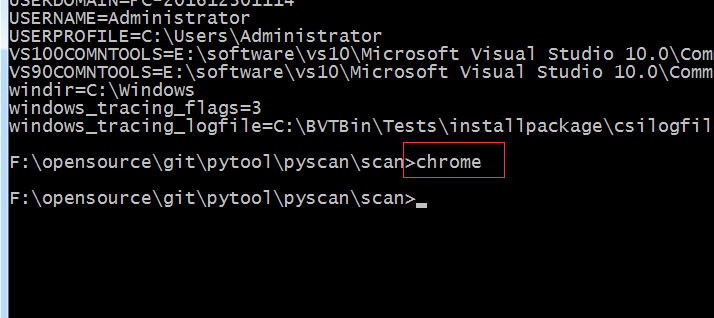 USERDOMAIN=PC-201612301114
USERNAME=Administrator
USERPROFILE=C:\Users\Administrator
VS100COMNTOOLS=E:\software\vs10\Microsoft Visual Studio 10.0\Com
VS90COMNTOOLS=E:\software\vs10\Microsoft Visual Studio 10.0\Comm
windir=C:\Windows
windows_tracing_flags=3
windows_tracing_logfile=C:\BVTBin\Tests\installpackage\csilogfil
F:\opensource\git\pytool\pyscan\scan>chrome
F:\opensource\git\pytool\pyscan\scan>